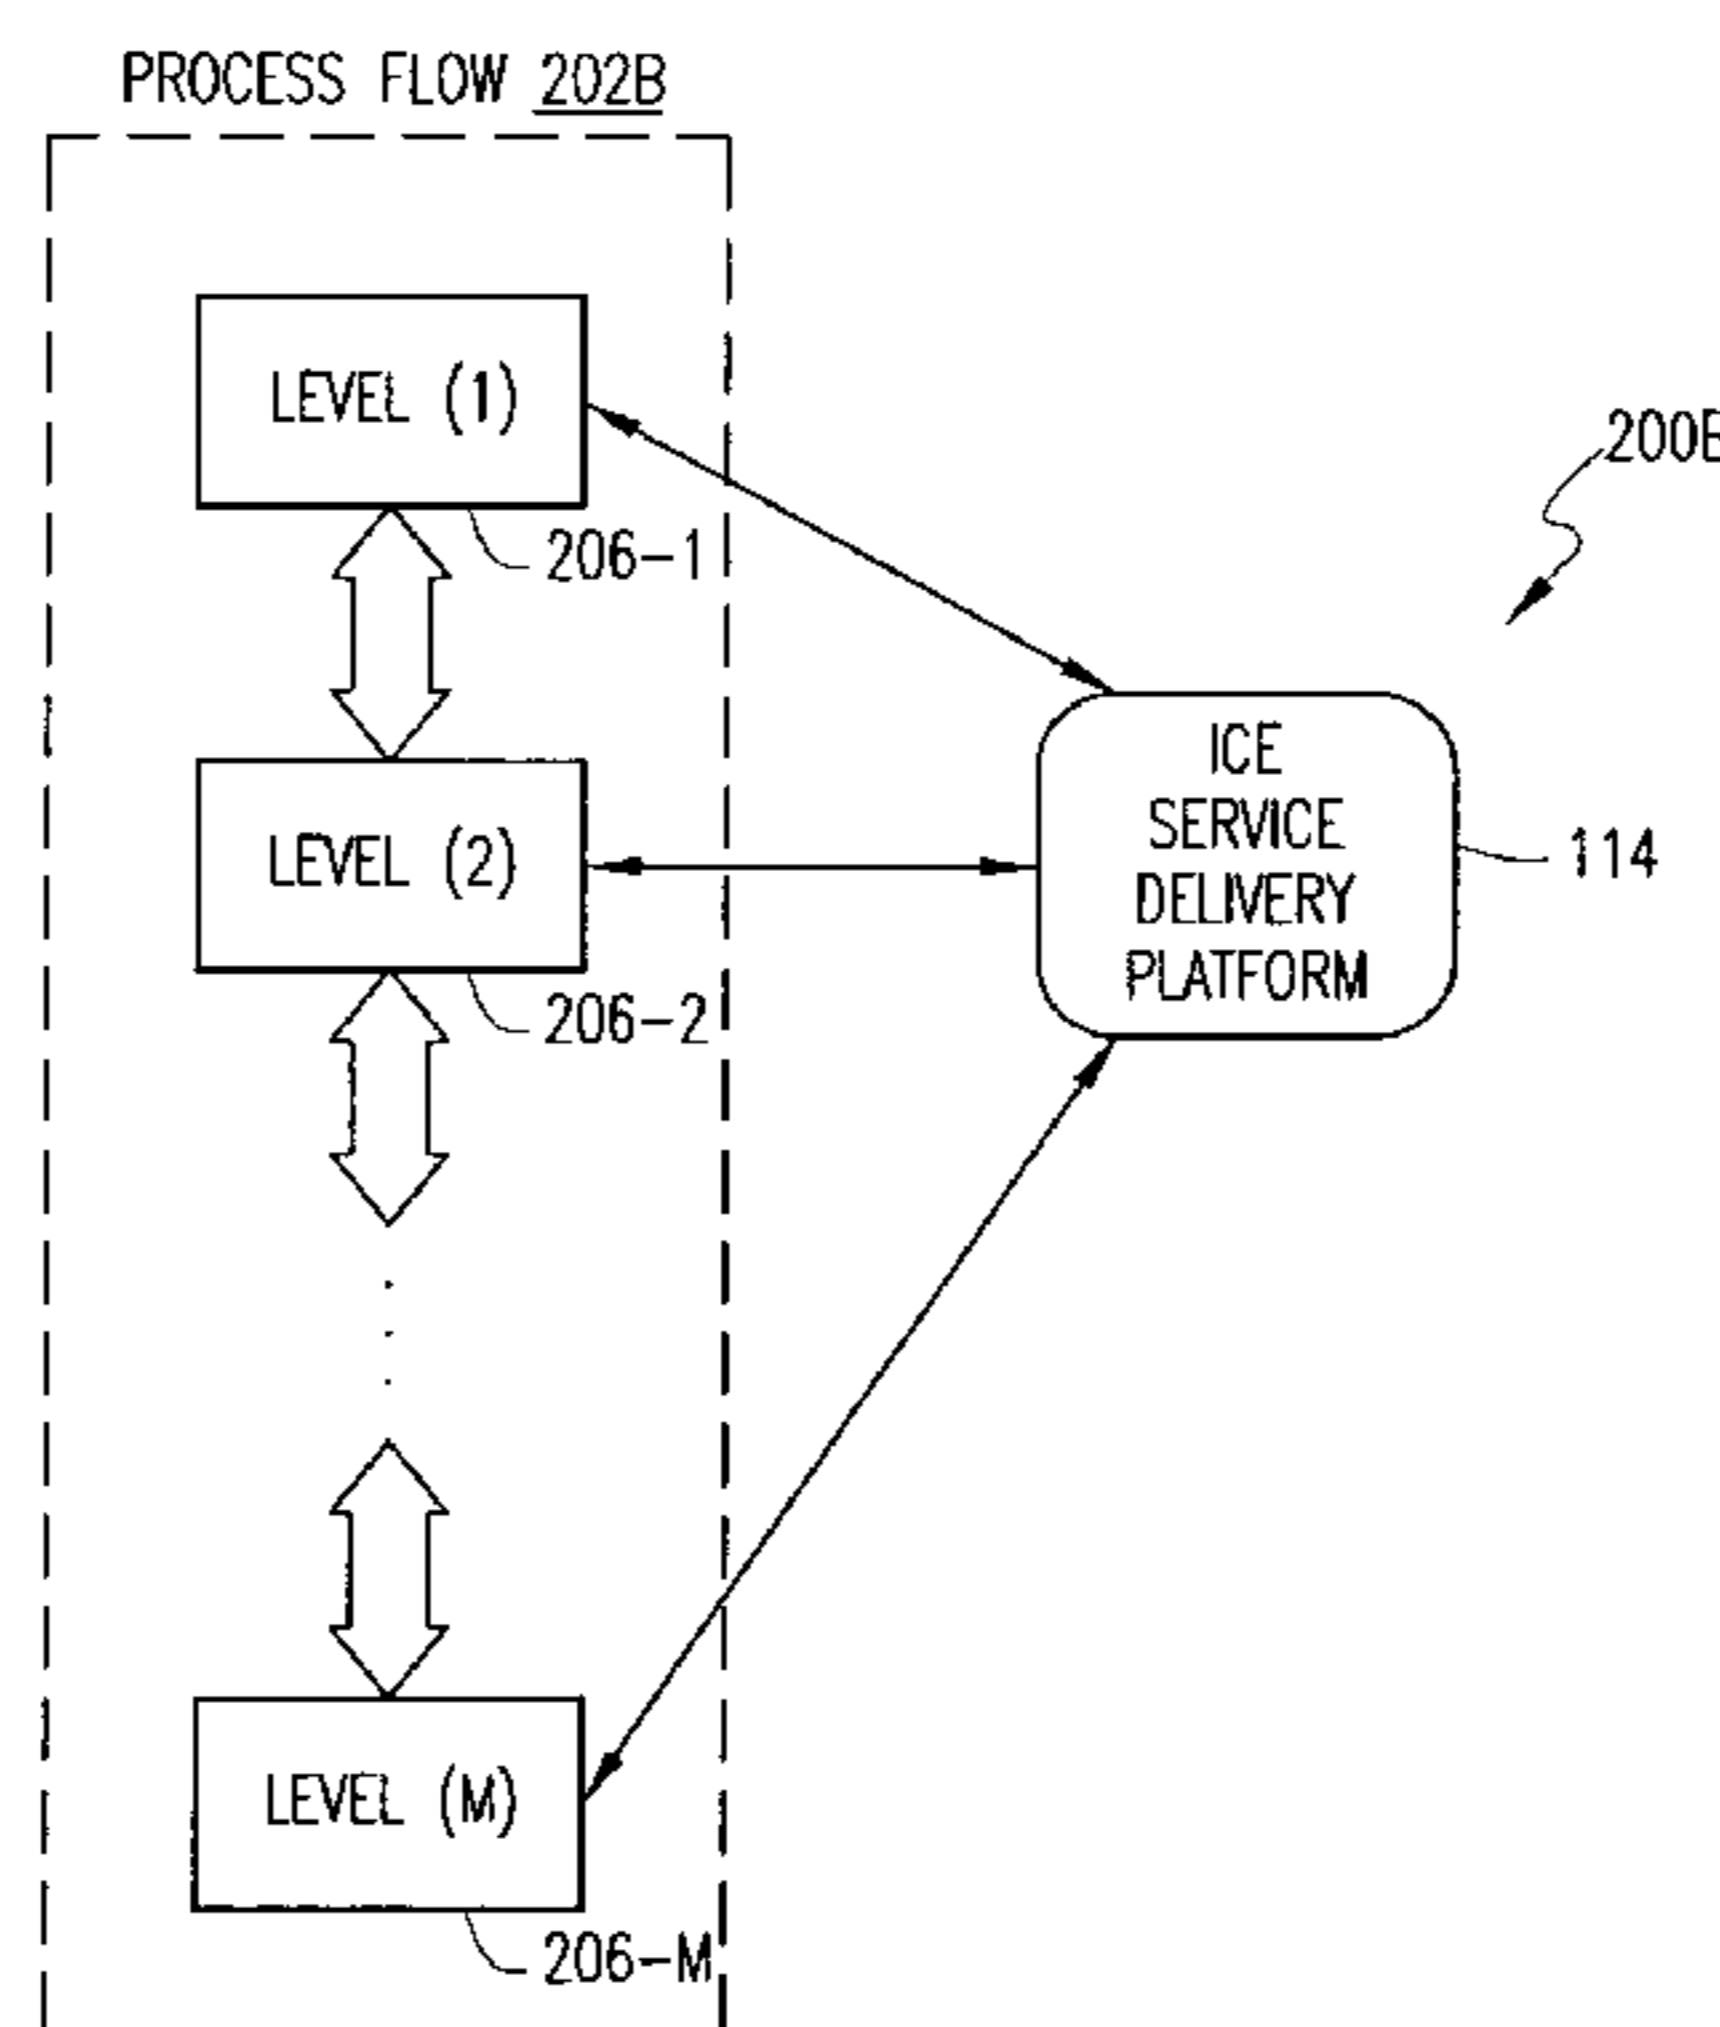 PROCESS FLOW 202B
LEVEL (1)
206-1
200B
LEVEL (2)
206-2
ICE
SERVICE
DELIVERY
PLATFORM
114
LEVEL (M)
206-M